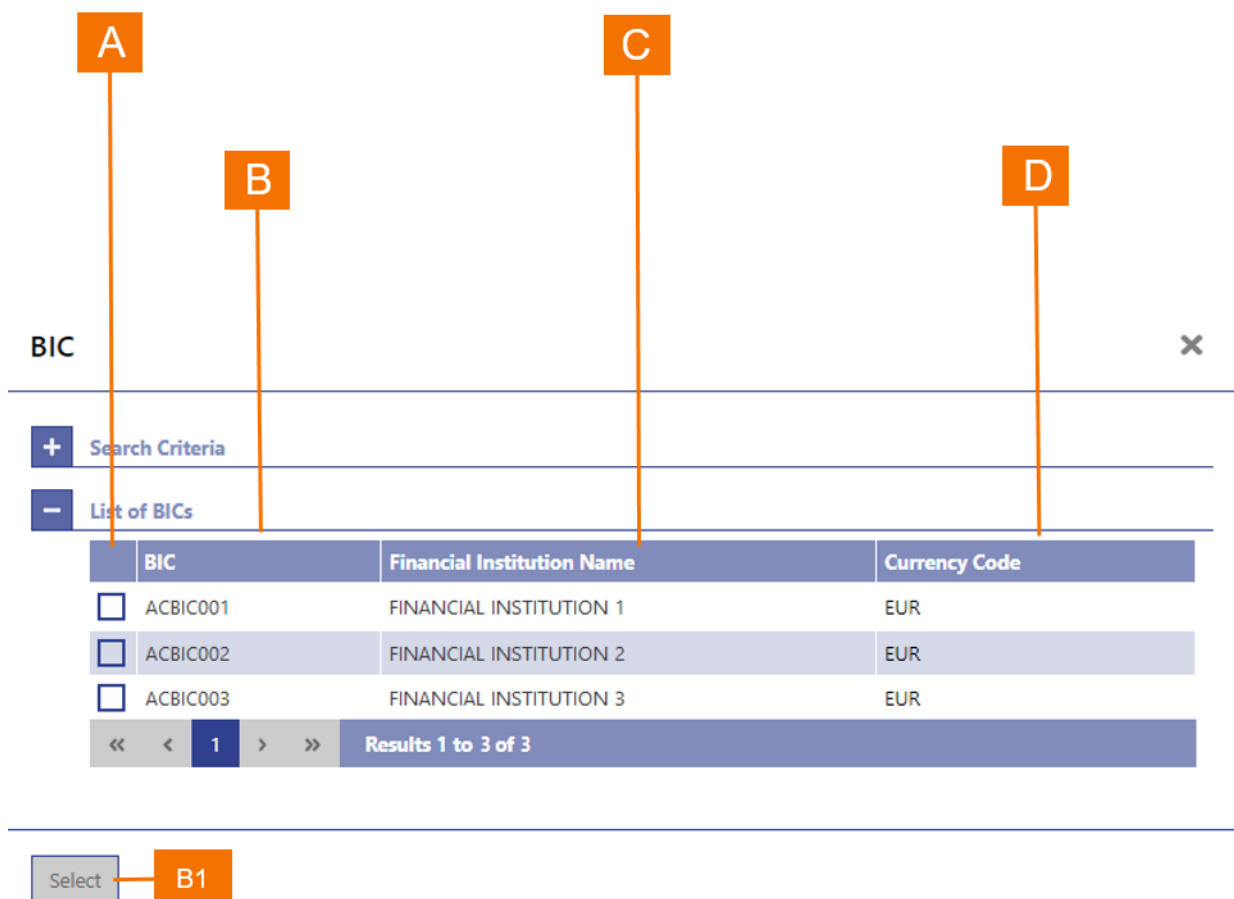 A
C
B
D
BIC
Search Criteria
List of BICs
BIC Financial Institution Name Currency Code
ACBIC001 FINANCIAL INSTITUTION 1 EUR
ACBIC002 FINANCIAL INSTITUTION 2 EUR
ACBIC003 FINANCIAL INSTITUTION 3 EUR
« < 1 > » Results 1 to 3 of 3
Select B1